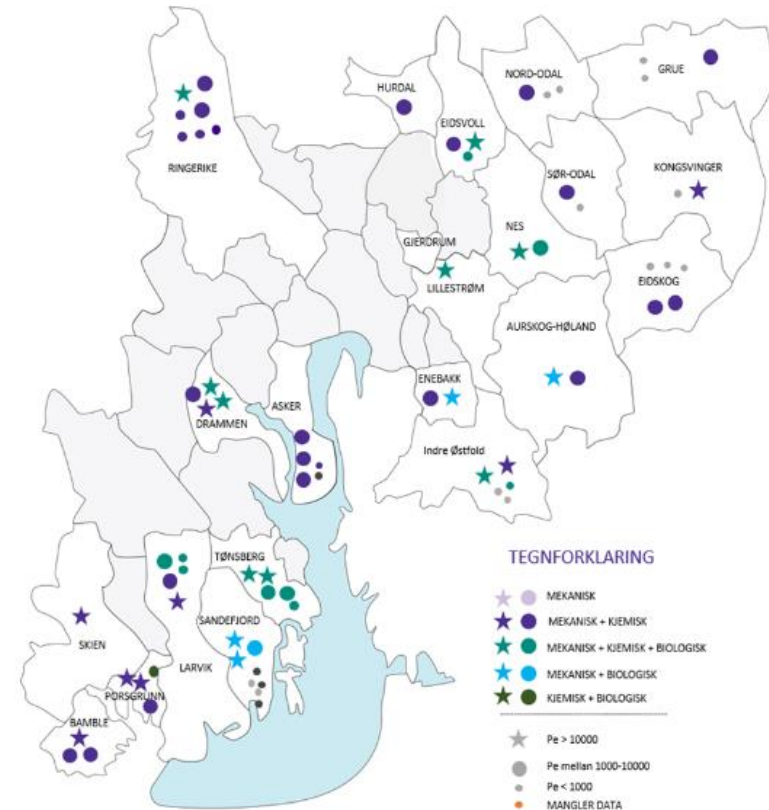 HURDAL
NORD-ODAL
GRUE
EIDSVOLL
RINGERIKE
SØR-ODAL
KONGSVINGER
NES
GJERDRUM
LILLESTRØM
EIDSKOG
AURSKOG-HØLAND
ENEBAKK
ASKER
DRAMMEN
Indre Østfold
TØNSBERG
SANDEFJORD
SKIEN
LARVIK
PORSGRUNN
BAMBLE
TEGNFORKLARING
MEKANISK
MEKANISK + KJEMISK
MEKANISK + KJEMISK + BIOLOGISK
MEKANISK + BIOLOGISK
KJEMISK + BIOLOGISK
Pe > 10000
Pe mellan 1000-10000
Pe < 1000
MANGLER DATA